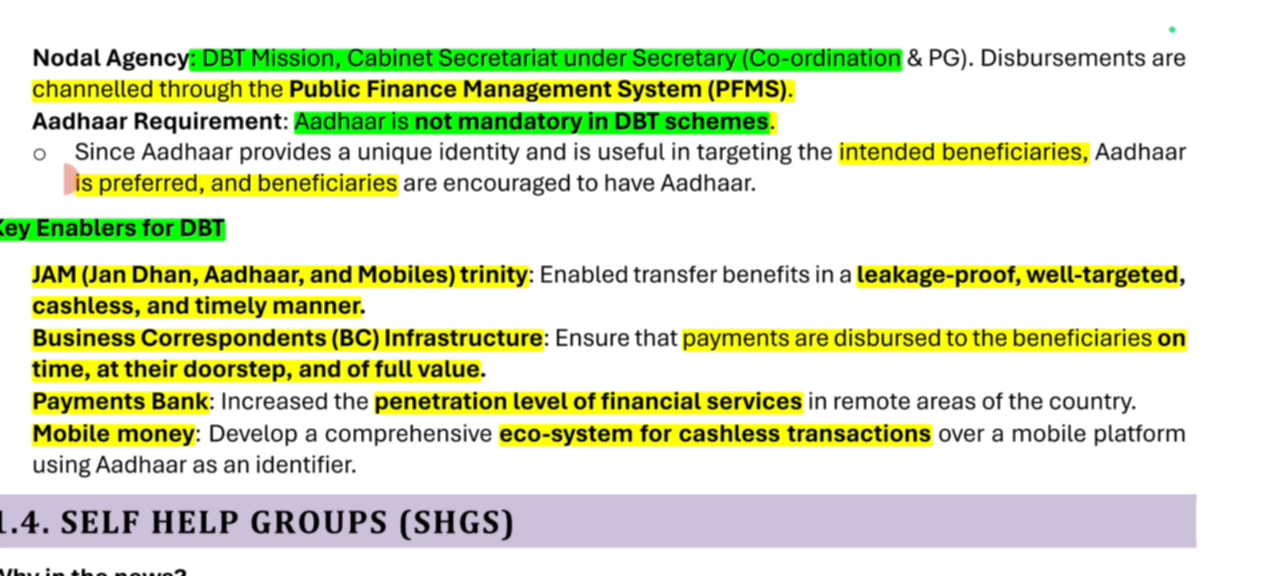 Nodal Agency: DBT Mission, Cabinet Secretariat under Secretary (Co-ordination & PG). Disbursements are
channelled through the Public Finance Management System (PFMS).
Aadhaar Requirement: Aadhaar is not mandatory in DBT schemes.
o Since Aadhaar provides a unique identity and is useful in targeting the intended beneficiaries, Aadhaar
is preferred, and beneficiaries are encouraged to have Aadhaar.
Key Enablers for DBT
JAM (Jan Dhan, Aadhaar, and Mobiles) trinity: Enabled transfer benefits in a leakage-proof, well-targeted,
cashless, and timely manner.
Business Correspondents (BC) Infrastructure: Ensure that payments are disbursed to the beneficiaries on
time, at their doorstep, and of full value.
Payments Bank: Increased the penetration level of financial services in remote areas of the country.
Mobile money: Develop a comprehensive eco-system for cashless transactions over a mobile platform
using Aadhaar as an identifier.
1.4. SELF HELP GROUPS (SHGS)
Why in the news?